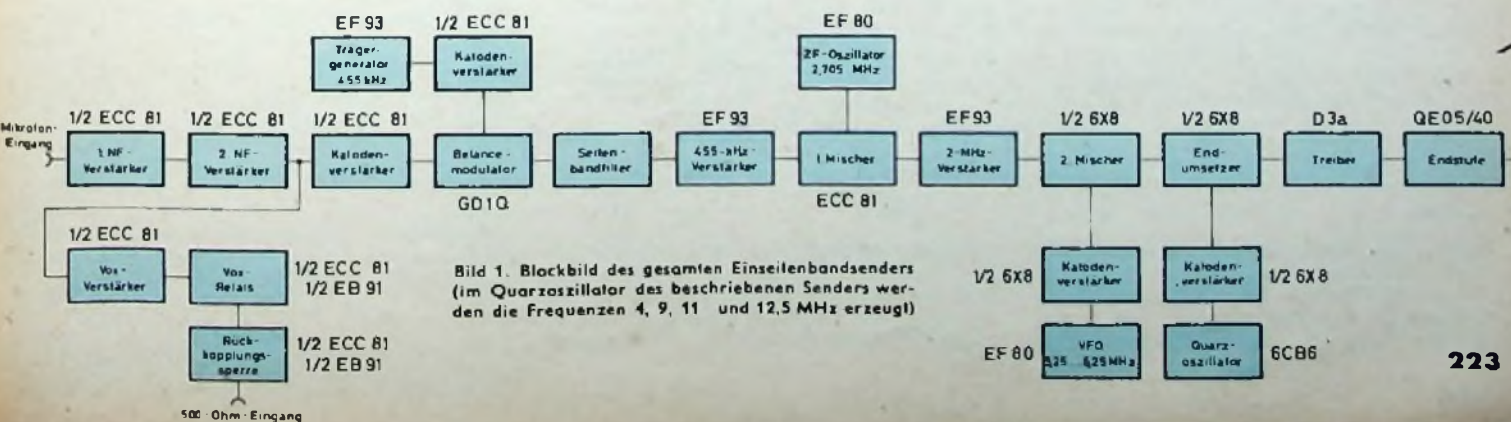 EF 93
1/2 ECC 81
EF 80
Träger-
generator
455 kHz
Katoden-
verstärker
ZF-Oszillator
2,705 MHz
Mikrofon-
Eingang
1/2 ECC 81
1/2 ECC 81
1/2 ECC 81
EF 93
EF93
1/2 6X8
1/2 6X8
D3a
QE05/40
1. NF-
Verstärker
2. NF-
Verstärker
Katoden-
verstärker
Balance-
modulator
Seiten-
bandfilter
455-kHz-
Verstärker
1. Mischer
2-MHz-
Verstärker
2. Mischer
End-
umsetzer
Treiber
Endstufe
GD1Q
ECC 81
1/2 ECC 81
Vox-
Verstärker
Vox-
Relais
1/2 ECC 81
1/2 EB 91
Rück-
kopplungs-
sperre
1/2 ECC 81
1/2 EB 91
500-Ohm-Eingang
Bild 1. Blockbild des gesamten Einseitenbandsenders
(im Quarzoszillator des beschriebenen Senders wer-
den die Frequenzen 4, 9, 11 und 12,5 MHz erzeugt)
1/2 6X8
Katoden-
verstärker
Katoden-
verstärker
1/2 6X8
EF 80
VFO
5,25...6,25 MHz
Quarz-
oszillator
6CB6
223